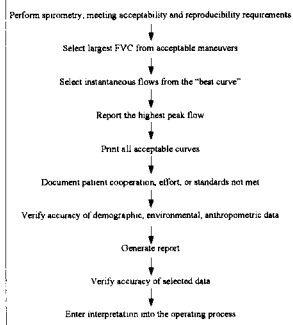 Perform spirometry, meeting acceptability and reproducibility requirements
Select largest FVC from acceptable maneuvers
Select instantaneous flows from the "best curve"
Report the highest peak flow
Print all acceptable curves
Document patient cooperation, effort, or standards not met
Verify accuracy of demographic, environmental, anthropometric data
Generate report
Verify accuracy of selected data
Enter interpretation into the operating process